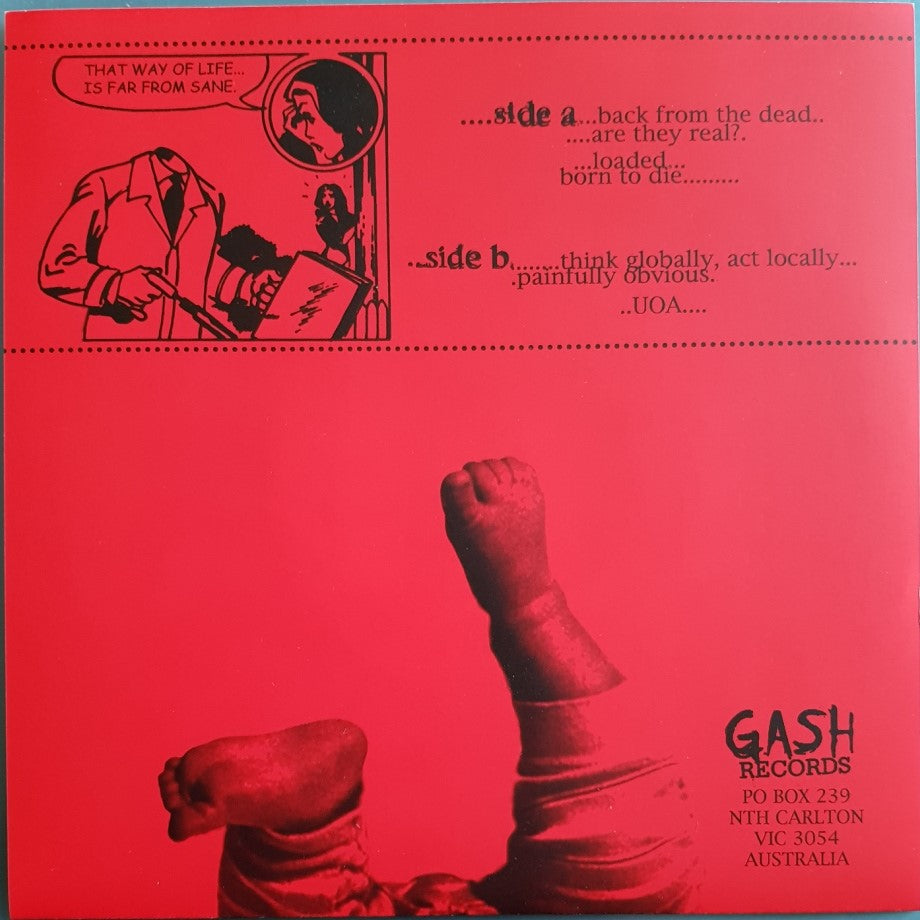 THAT WAY OF LIFE...
IS FAR FROM SANE.
....side a....back from the dead..
....are they real?.
...loaded...
born to die.........
...side b........think globally, act locally...
.painfully obvious.
..UOA....
GASH
RECORDS
PO BOX 239
NTH CARLTON
VIC 3054
AUSTRALIA